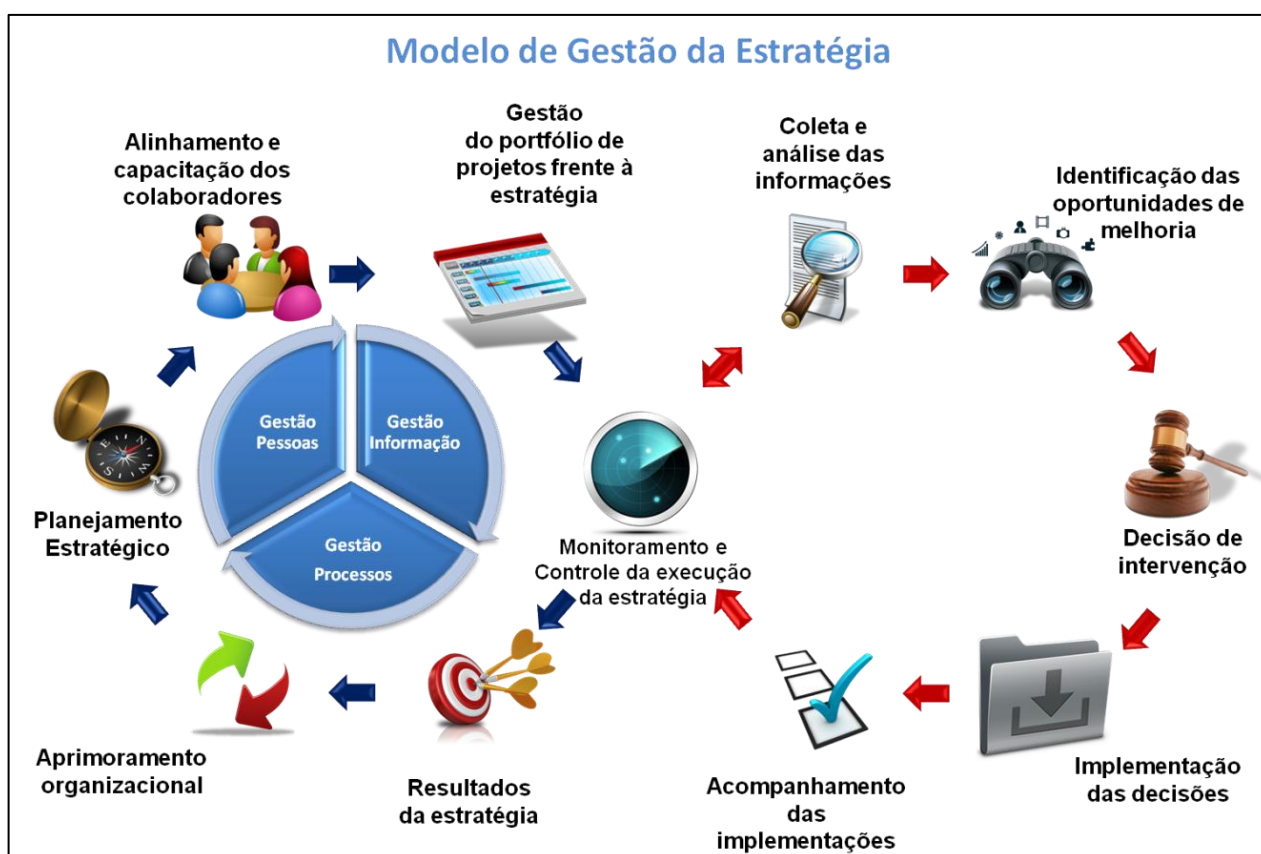 Modelo de Gestão da Estratégia
Alinhamento e
capacitação dos
colaboradores
Gestão
do portfólio de
projetos frente à
estratégia
Coleta e
análise das
informações
Identificação das
oportunidades de
melhoria
Gestão
Pessoas
Gestão
Informação
Gestão
Processos
Planejamento
Estratégico
Monitoramento e
Controle da execução
da estratégia
Decisão de
intervenção
Aprimoramento
organizacional
Resultados
da estratégia
Acompanhamento
das
implementações
Implementação
das decisões
N
E
S
W